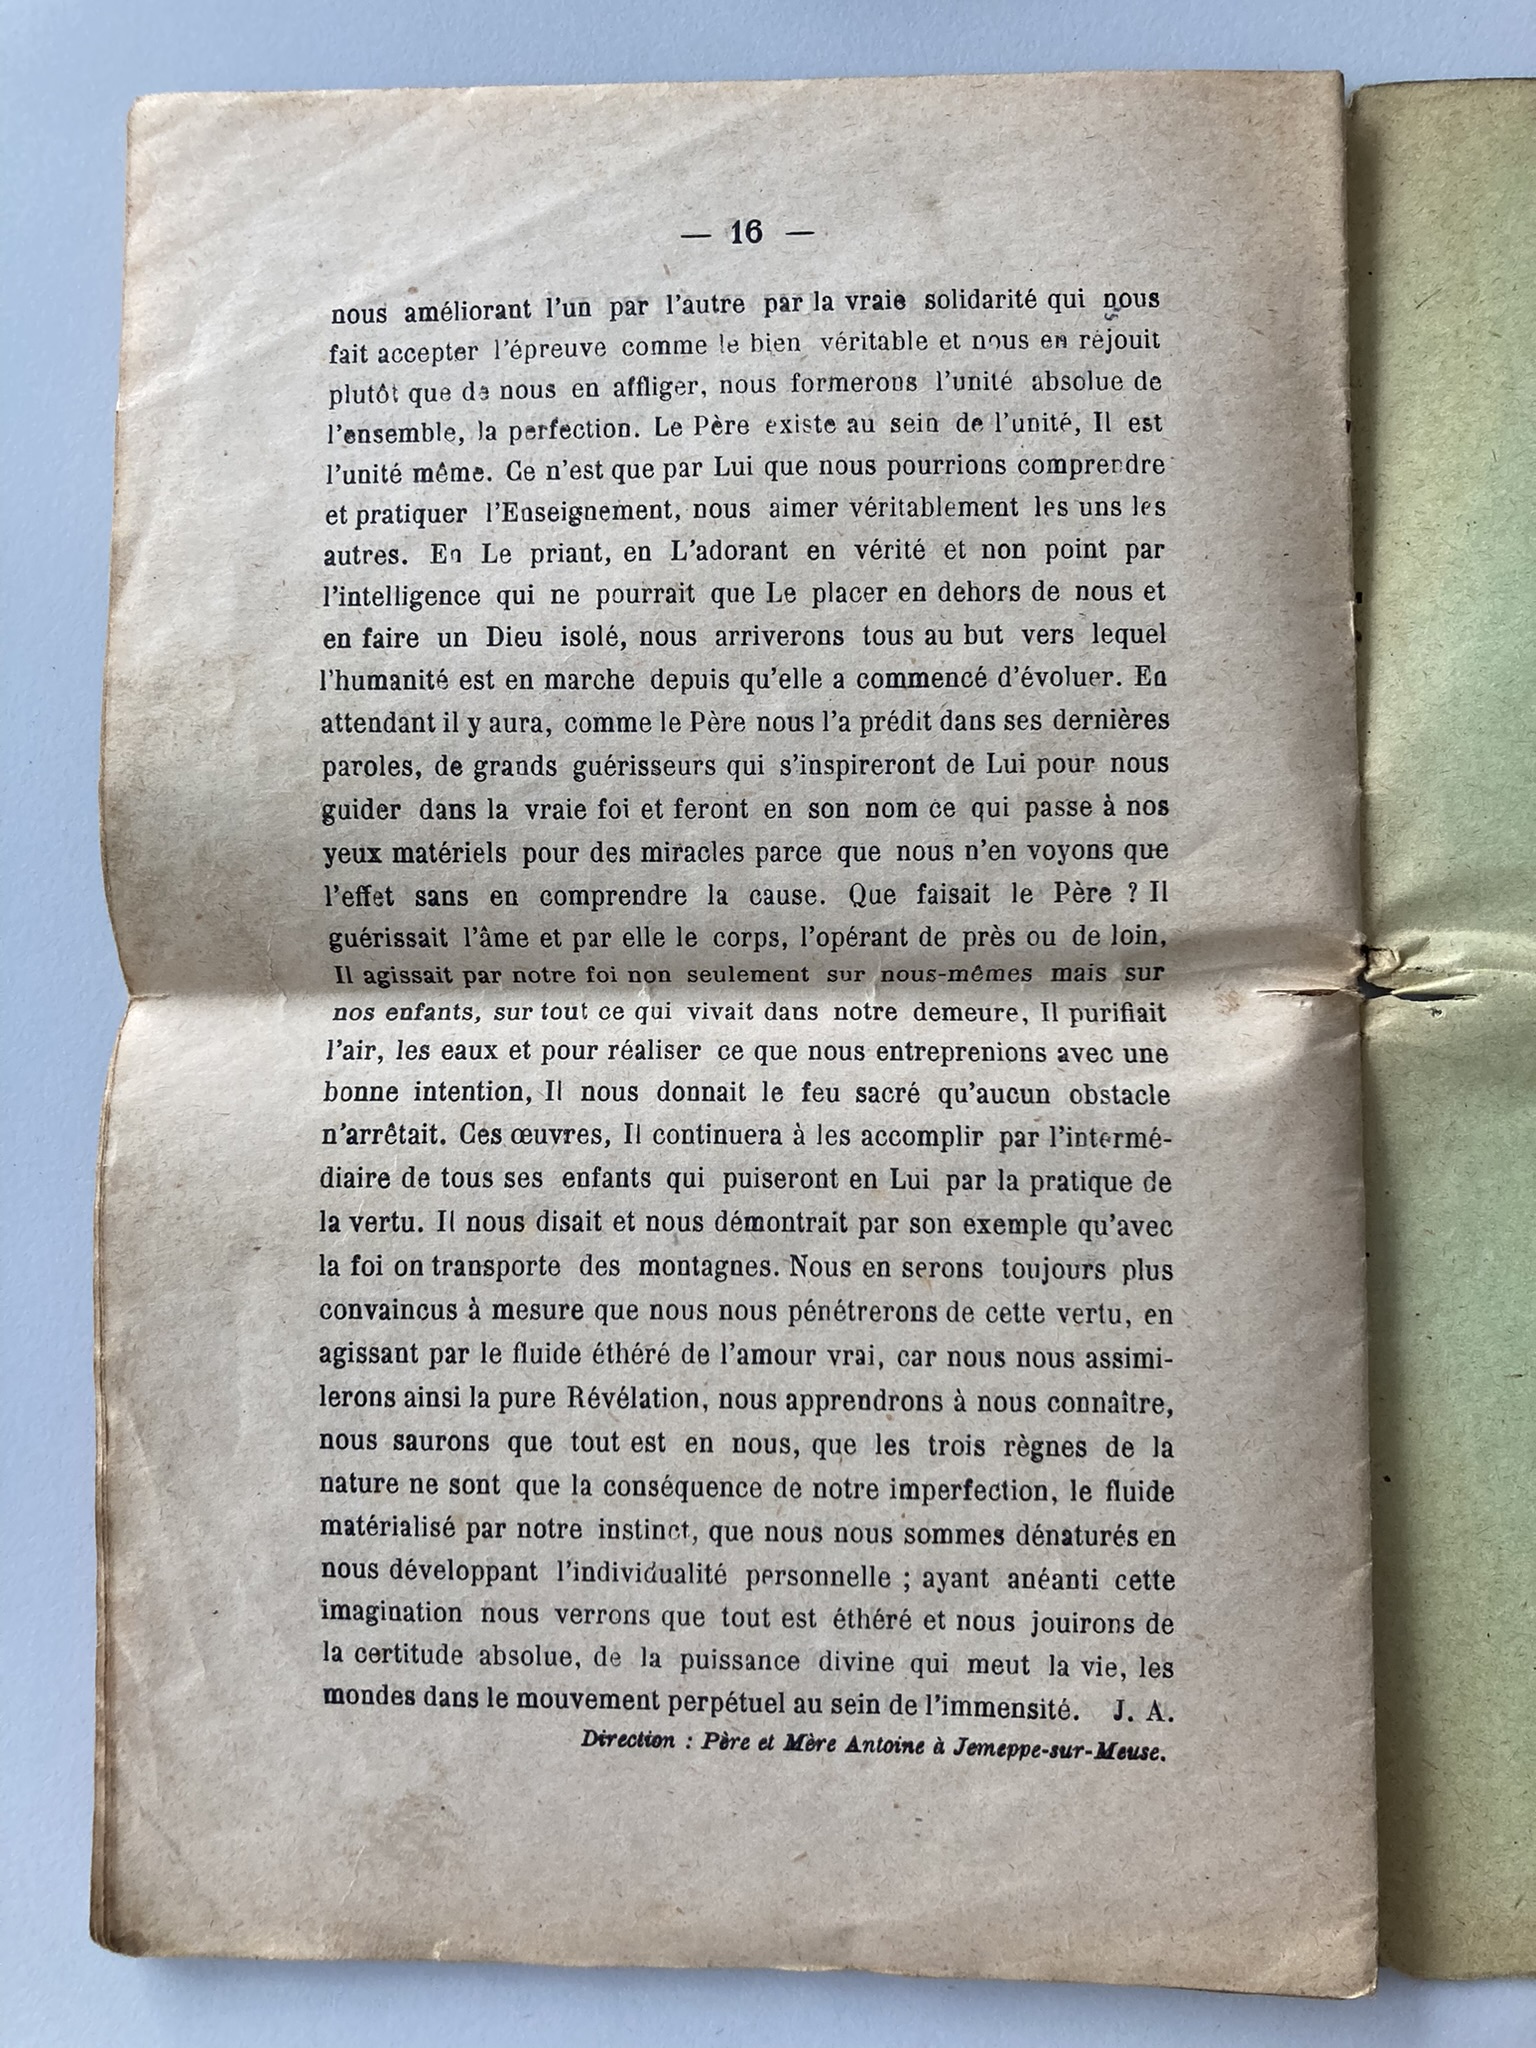 — 16 —
nous améliorant l'un par l'autre par la vraie solidarité qui nous
fait accepter l'épreuve comme le bien véritable et nous en réjouit
plutôt que de nous en affliger, nous formerons l'unité absolue de
l'ensemble, la perfection. Le Père existe au sein de l'unité, Il est
l'unité même. Ce n'est que par Lui que nous pourrions comprendre
et pratiquer l'Enseignement, nous aimer véritablement les uns les
autres. En Le priant, en L'adorant en vérité et non point par
l'intelligence qui ne pourrait que Le placer en dehors de nous et
en faire un Dieu isolé, nous arriverons tous au but vers lequel
l'humanité est en marche depuis qu'elle a commencé d'évoluer. En
attendant il y aura, comme le Père nous l'a prédit dans ses dernières
paroles, de grands guérisseurs qui s'inspireront de Lui pour nous
guider dans la vraie foi et feront en son nom ce qui passe à nos
yeux matériels pour des miracles parce que nous n'en voyons que
l'effet sans en comprendre la cause. Que faisait le Père ? Il
guérissait l'âme et par elle le corps, l'opérant de près ou de loin,
Il agissait par notre foi non seulement sur nous-mêmes mais sur
nos enfants, sur tout ce qui vivait dans notre demeure, Il purifiait
l'air, les eaux et pour réaliser ce que nous entreprenions avec une
bonne intention, Il nous donnait le feu sacré qu'aucun obstacle
n'arrêtait. Ces œuvres, Il continuera à les accomplir par l'intermé-
diaire de tous ses enfants qui puiseront en Lui par la pratique de
la vertu. Il nous disait et nous démontrait par son exemple qu'avec
la foi on transporte des montagnes. Nous en serons toujours plus
convaincus à mesure que nous nous pénétrerons de cette vertu, en
agissant par le fluide éthéré de l'amour vrai, car nous nous assimi-
lerons ainsi la pure Révélation, nous apprendrons à nous connaître,
nous saurons que tout est en nous, que les trois règnes de la
nature ne sont que la conséquence de notre imperfection, le fluide
matérialisé par notre instinct, que nous nous sommes dénaturés en
nous développant l'individualité personnelle ; ayant anéanti cette
imagination nous verrons que tout est éthéré et nous jouirons de
la certitude absolue, de la puissance divine qui meut la vie, les
mondes dans le mouvement perpétuel au sein de l'immensité. J. A.
Direction : Père et Mère Antoine à Jemeppe-sur-Meuse.